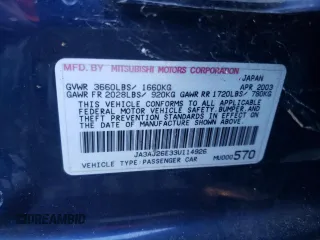 MFD. BY MITSUBISHI MOTORS CORPORATION
JAPAN
GVWR 3660LBS/ 1660KG APR 2003
GAWR FR 2028LBS/ 920KG GAWR RR 1720LBS/ 780KG
THIS VEHICLE CONFORMS TO ALL APPLICABLE
FEDERAL MOTOR VEHICLE SAFETY, BUMPER,
AND THEFT PREVENTION STANDARDS IN
EFFECT ON THE DATE OF MANUFACTURE
SHOWN ABOVE.
JA3AJ26E33U114926
VEHICLE TYPE:PASSENGER CAR MU000570
© AUTOBIDMASTER